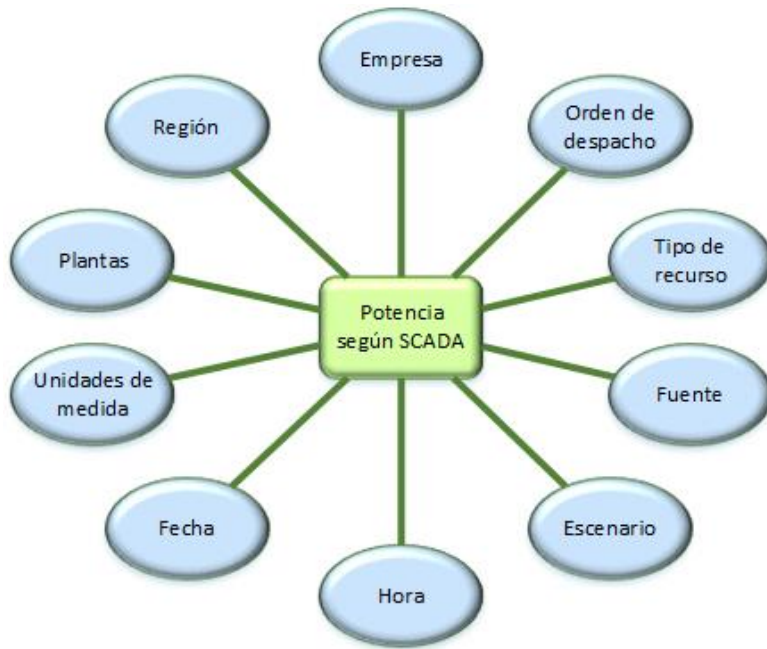 Empresa
Región
Orden de
despacho
Plantas
Tipo de
recurso
Potencia
según SCADA
Unidades de
medida
Fuente
Fecha
Escenario
Hora